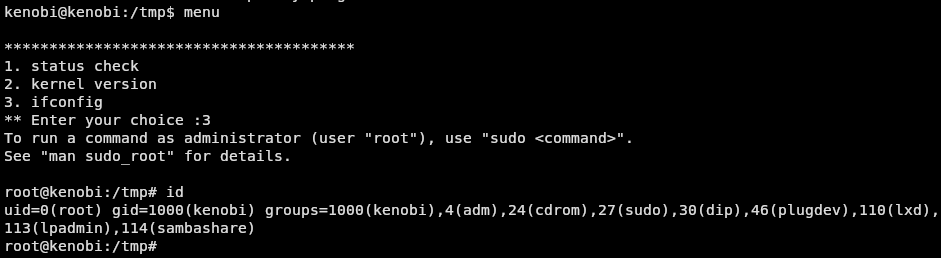 kenobi@kenobi:/tmp$ menu
***************************************
1. status check
2. kernel version
3. ifconfig
** Enter your choice :3
To run a command as administrator (user "root"), use "sudo <command>".
See "man sudo_root" for details.
root@kenobi:/tmp# id
uid=0(root) gid=1000(kenobi) groups=1000(kenobi),4(adm),24(cdrom),27(sudo),30(dip),46(plugdev),110(lxd),
113(lpadmin),114(sambashare)
root@kenobi:/tmp#